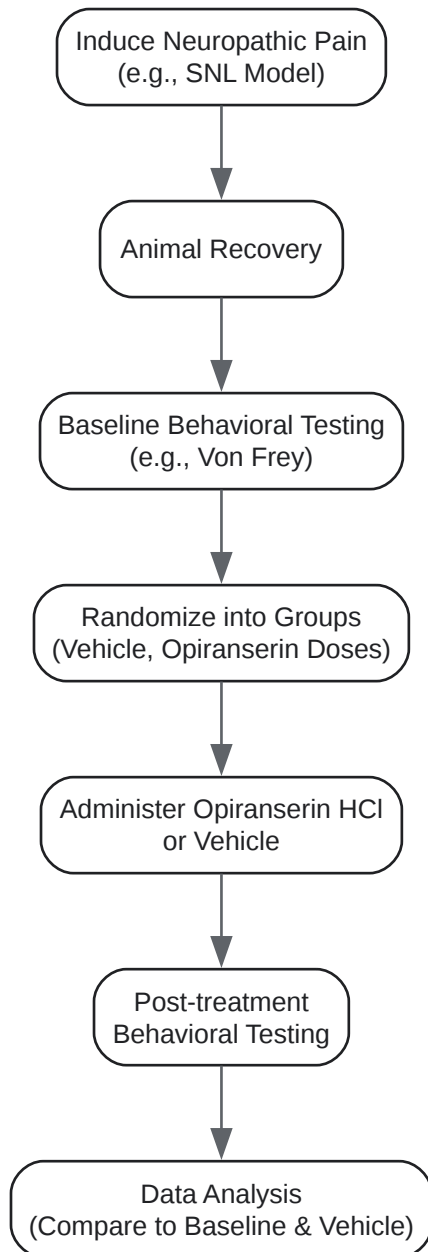 Induce Neuropathic Pain
(e.g., SNL Model)
Animal Recovery
Baseline Behavioral Testing
(e.g., Von Frey)
Randomize into Groups
(Vehicle, Opiranserin Doses)
Administer Opiranserin HCl
or Vehicle
Post-treatment
Behavioral Testing
Data Analysis
(Compare to Baseline & Vehicle)